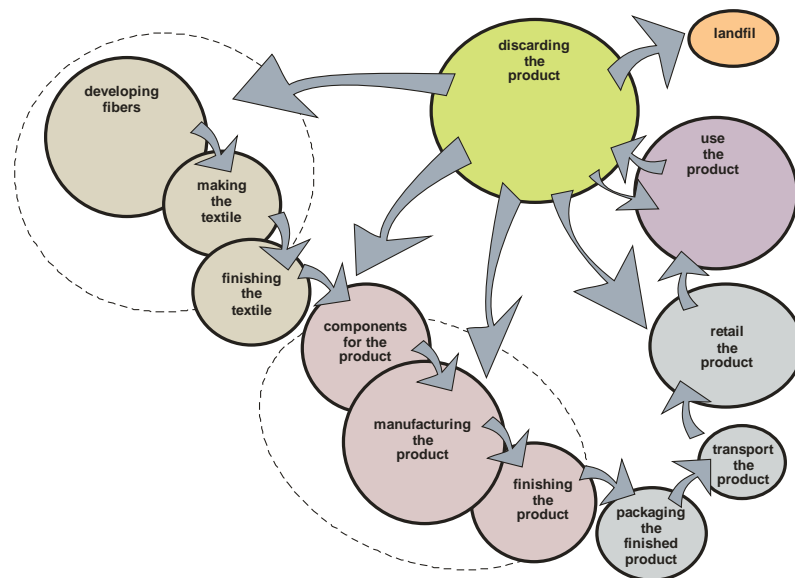 discarding
the
product
landfil
developing
fibers
use
the
product
making
the
textile
finishing
the
textile
components
for the
product
retail
the
product
manufacturing
the
product
transport
the
product
finishing
the
product
packaging
the
finished
product